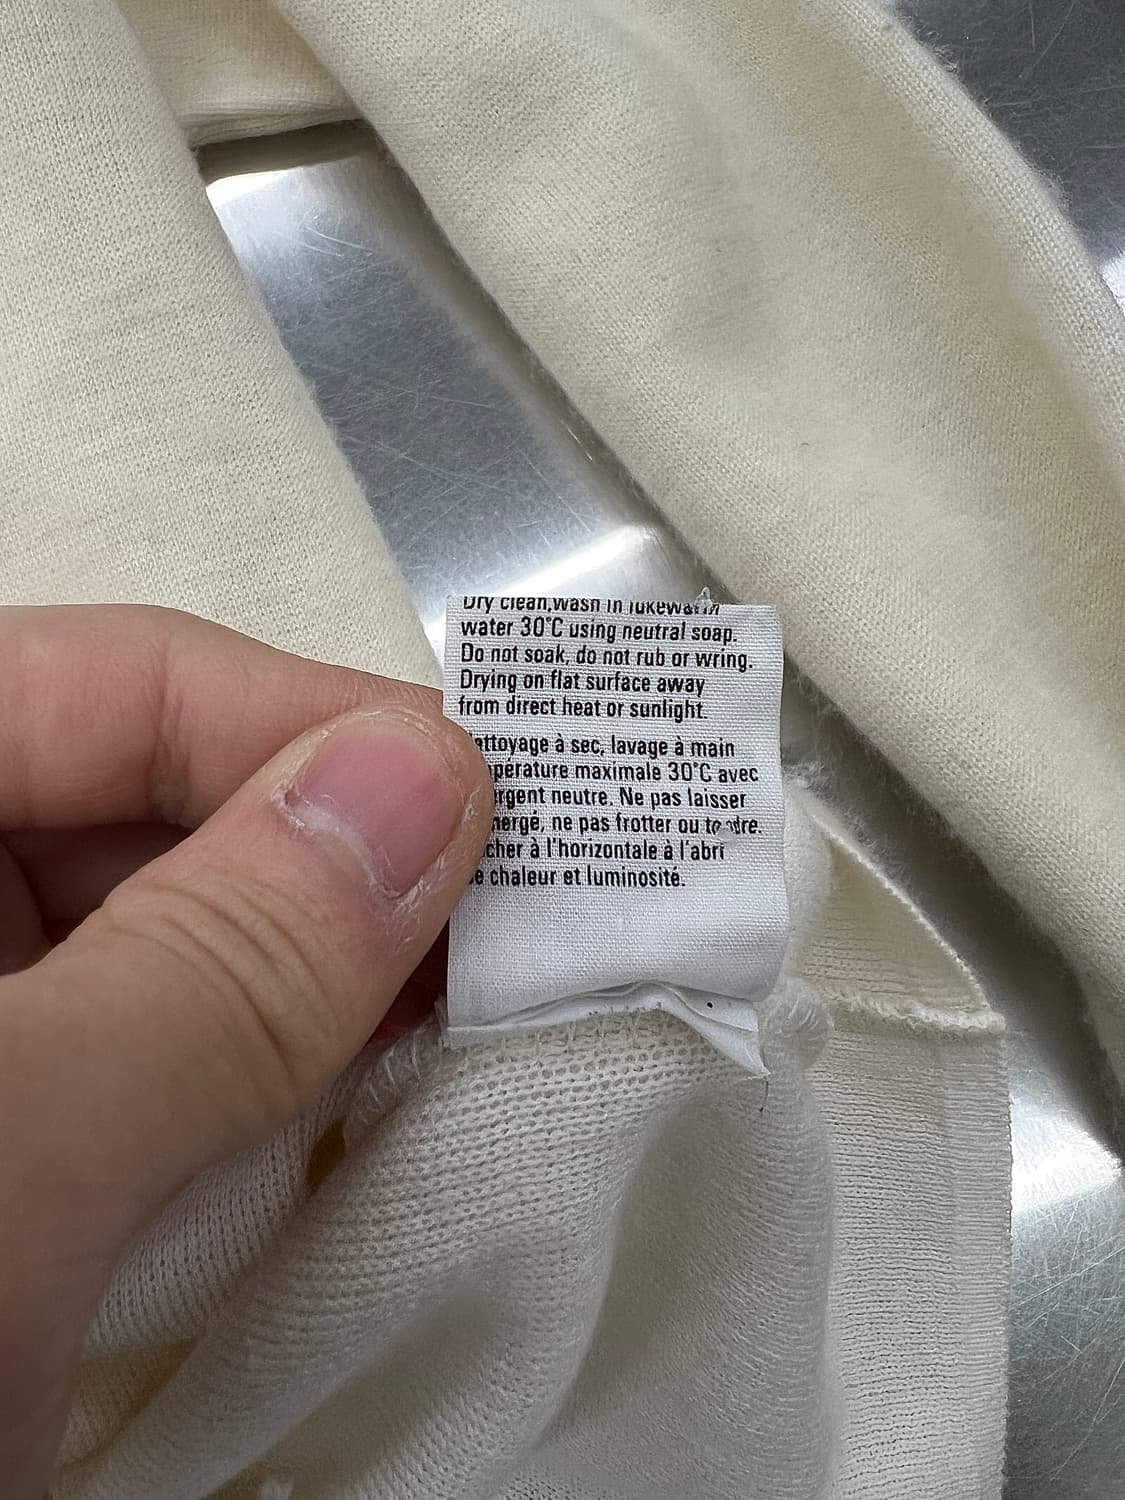 Dry clean,wash in lukewarm
water 30°C using neutral soap.
Do not soak, do not rub or wring.
Drying on flat surface away
from direct heat or sunlight.
à sec, lavage à main
maximale 30°C avec
neutre. Ne pas laisser
ne pas frotter ou
à l'horizontale à l'abri
chaleur et luminosité.